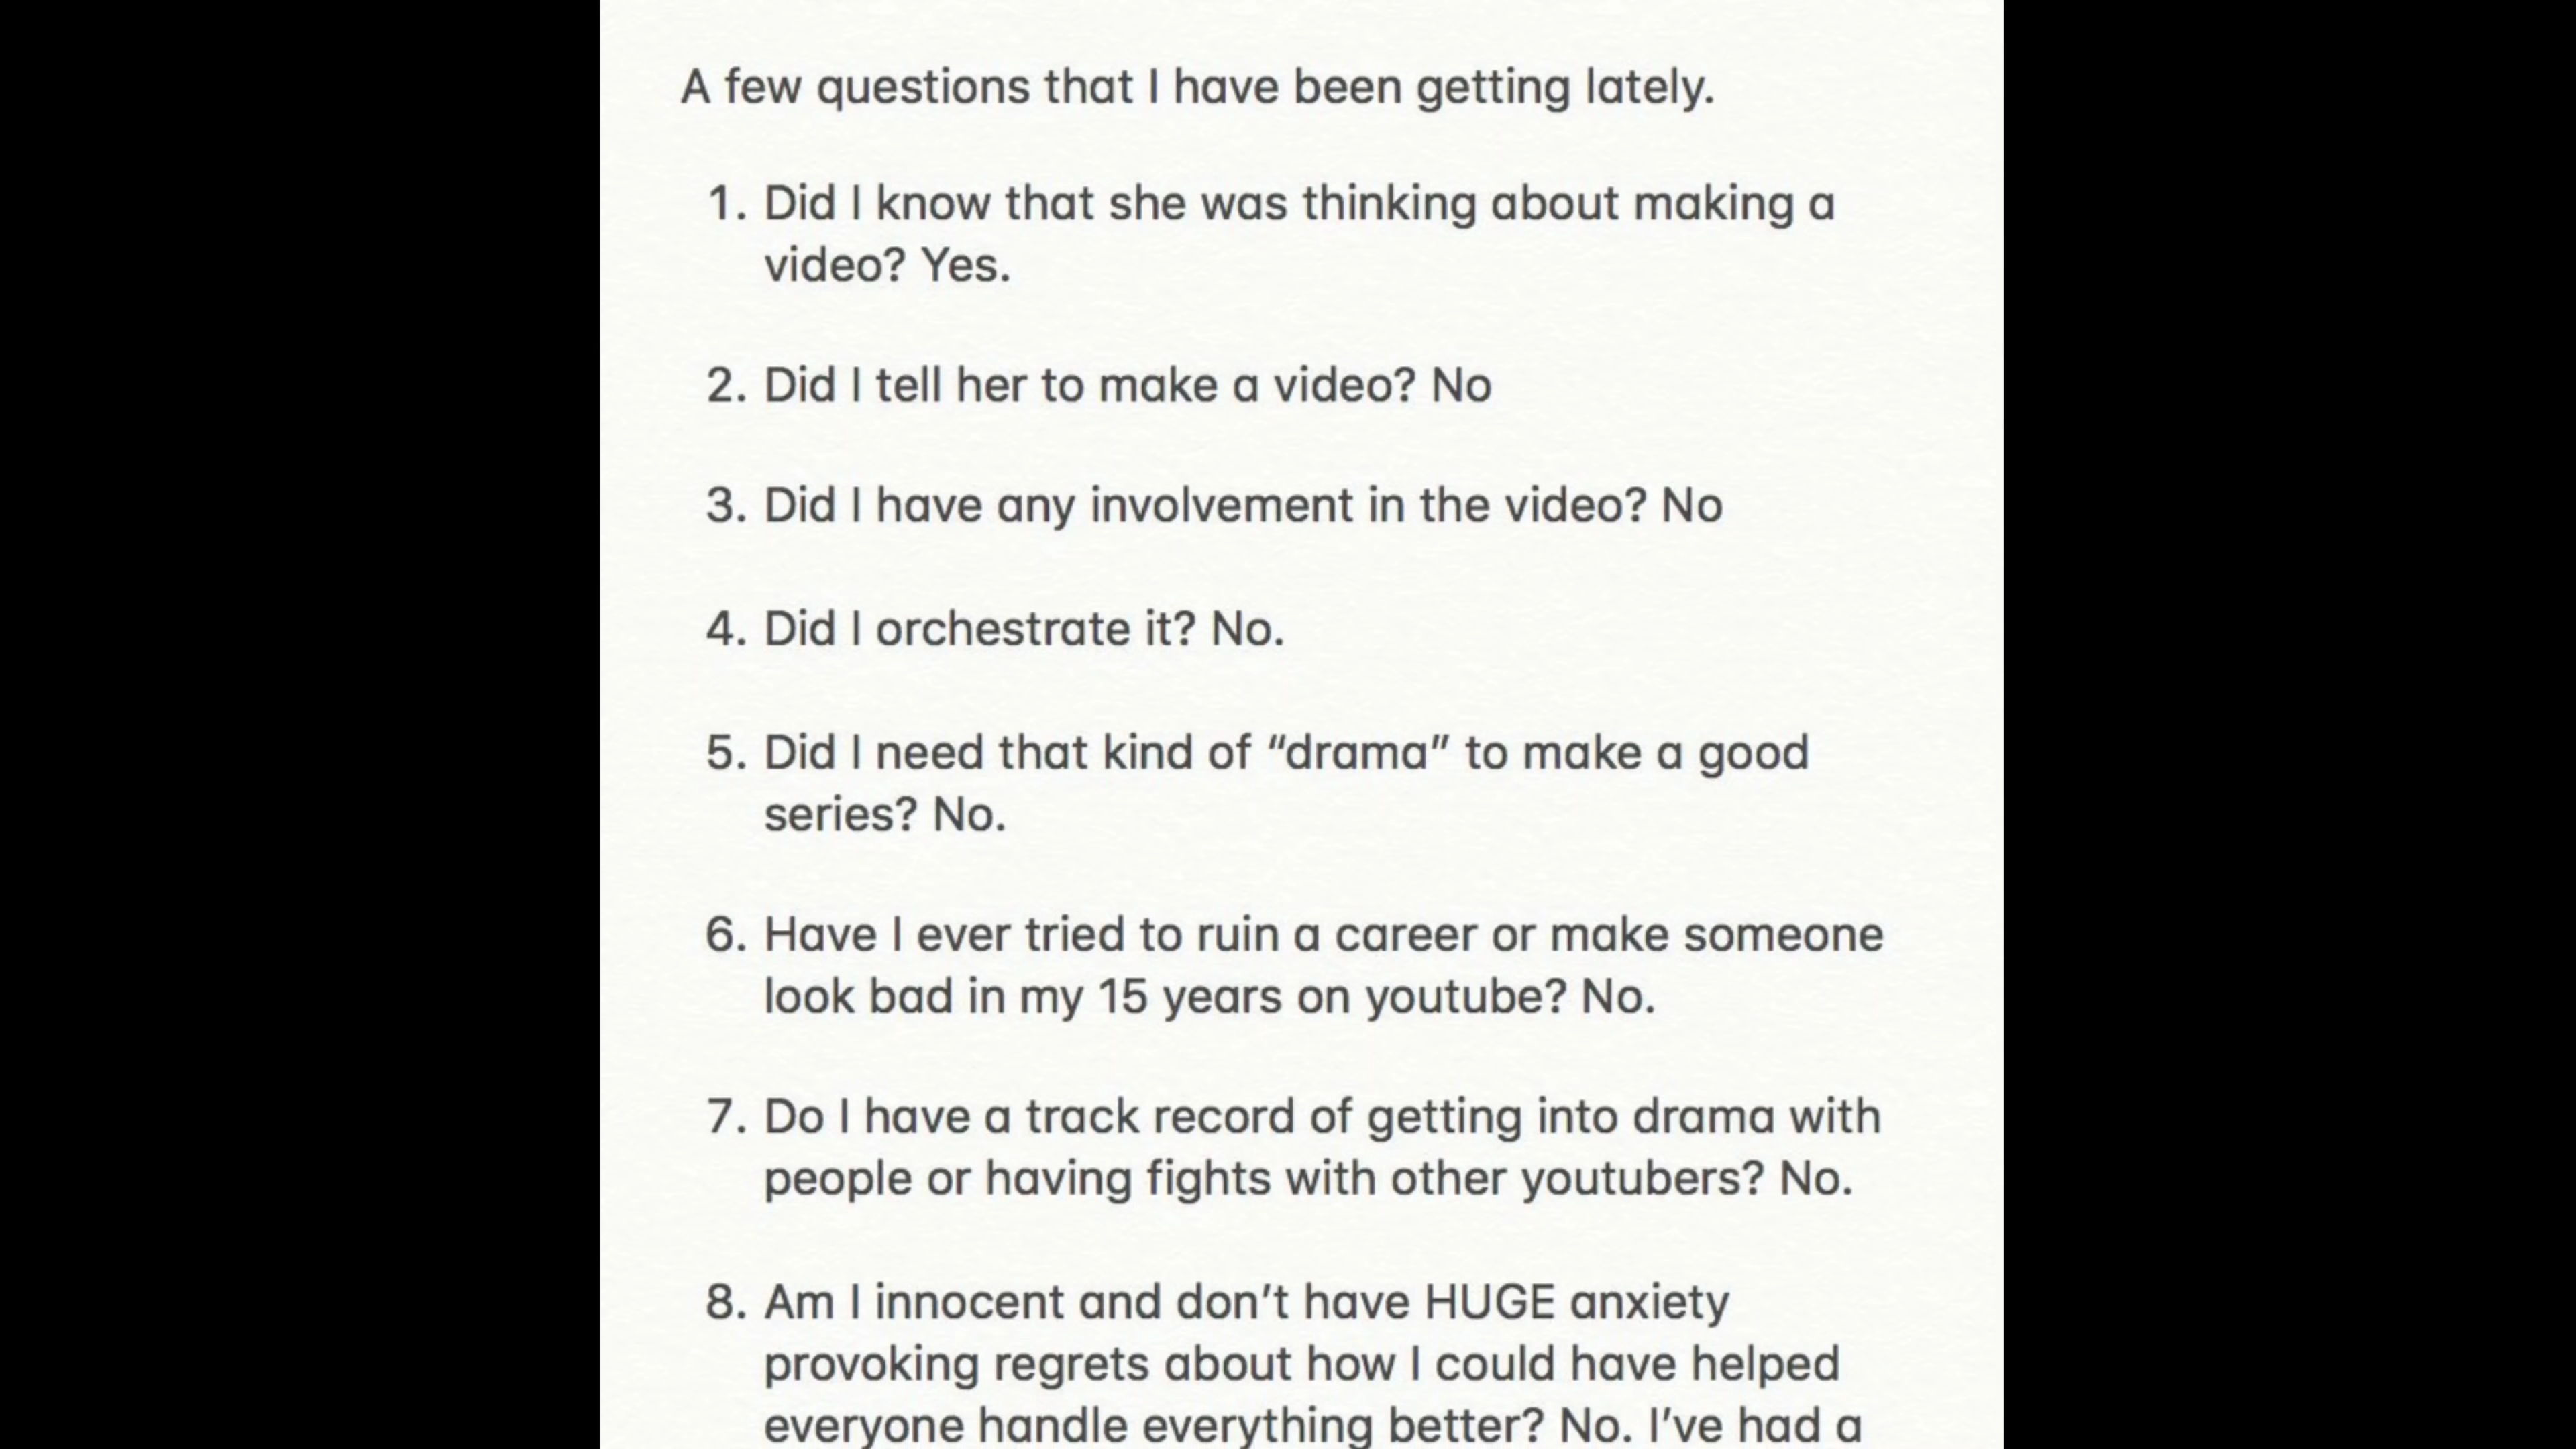 A few questions that I have been getting lately.
1. Did I know that she was thinking about making a
video? Yes.
2. Did I tell her to make a video? No
3. Did I have any involvement in the video? No
4. Did I orchestrate it? No.
5. Did I need that kind of “drama” to make a good
series? No.
6. Have I ever tried to ruin a career or make someone
look bad in my 15 years on youtube? No.
7. Do I have a track record of getting into drama with
people or having fights with other youtubers? No.
8. Am I innocent and don’t have HUGE anxiety
provoking regrets about how I could have helped
everyone handle everything better? No. I’ve had a